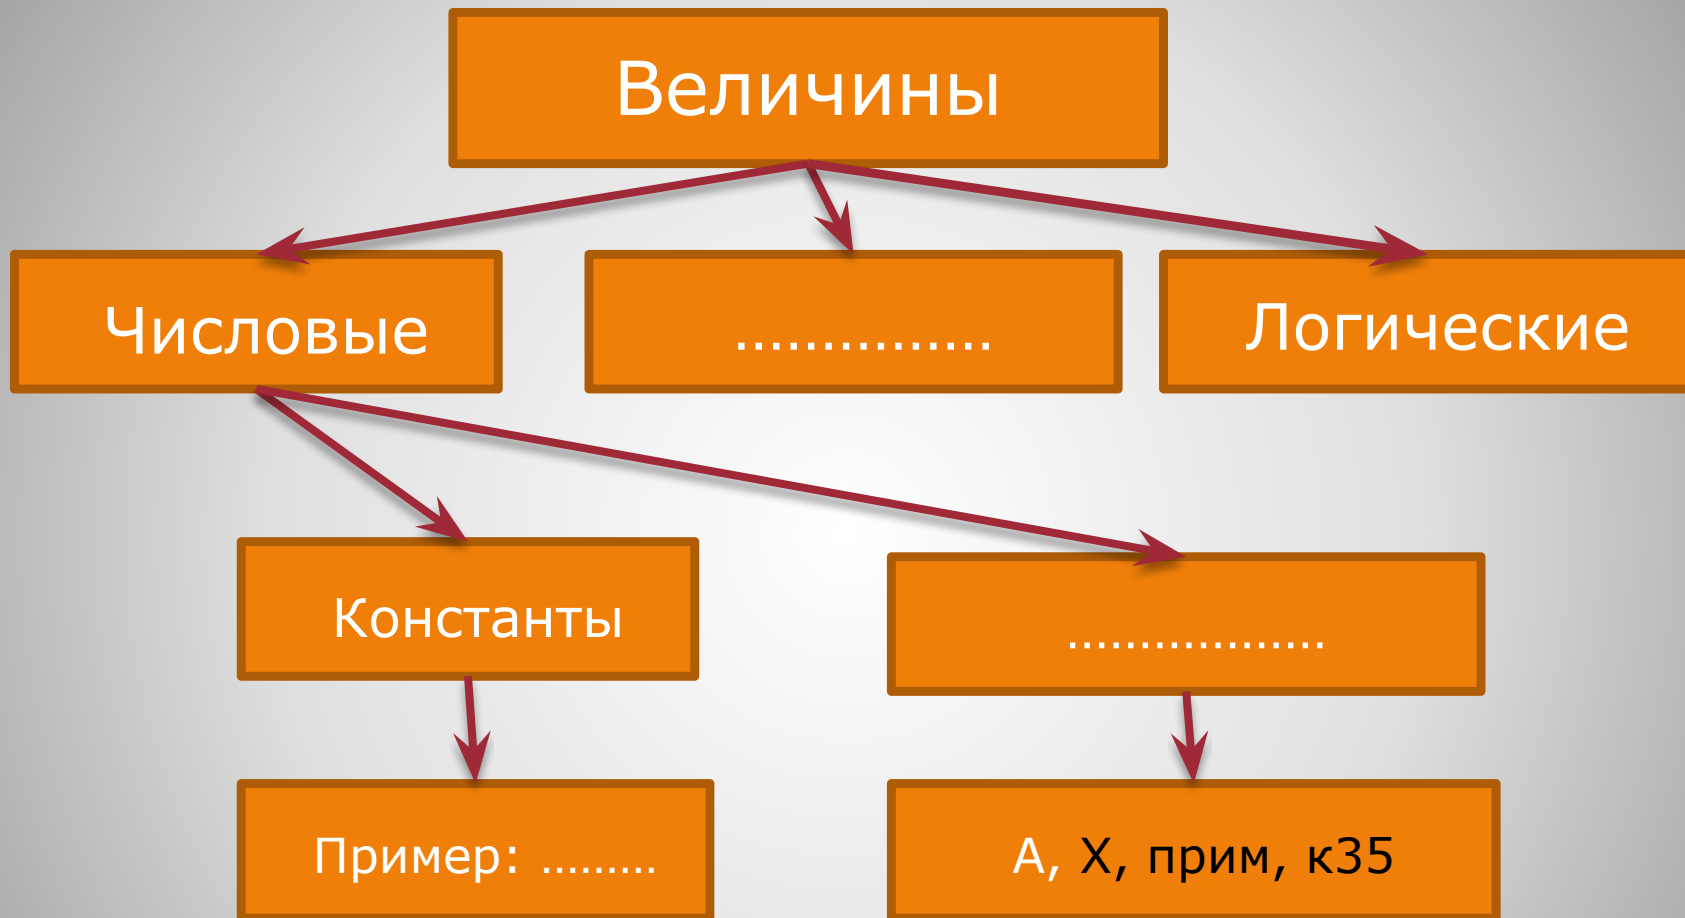 Величины
Числовые
...............
Логические
Константы
..................
Пример: .........
А, Х, прим, к35